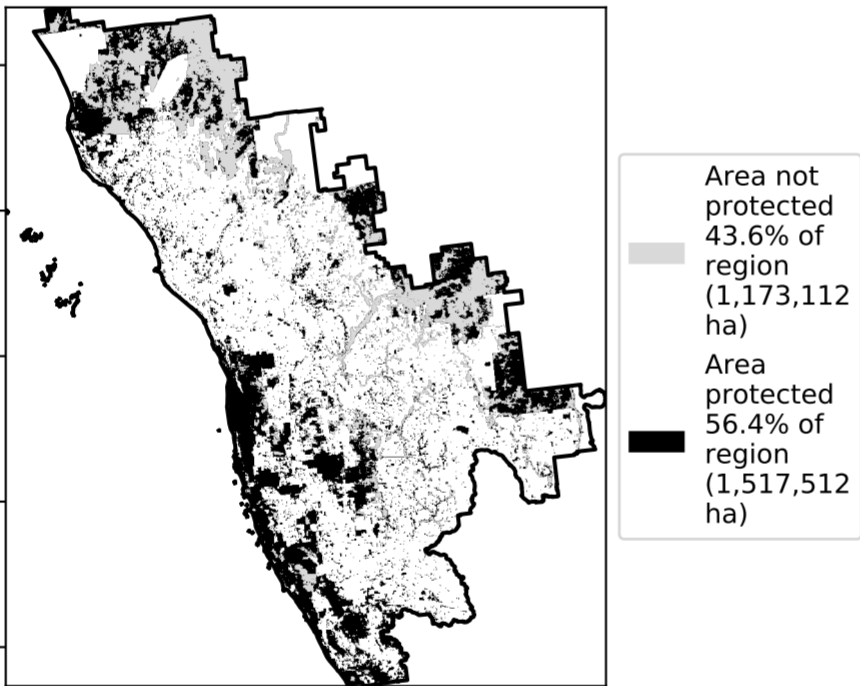 Area not
protected
43.6% of
region
(1,173,112
ha)
Area
protected
56.4% of
region
(1,517,512
ha)